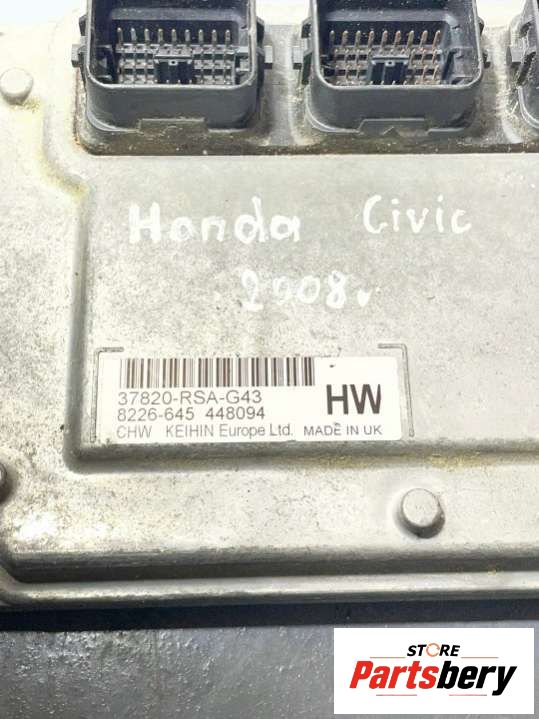 Honda Civic
2008
37820-RSA-G43
8226-645 448094
HW
CHW KEIHIN Europe Ltd. MADE IN UK
STORE
Partsbery